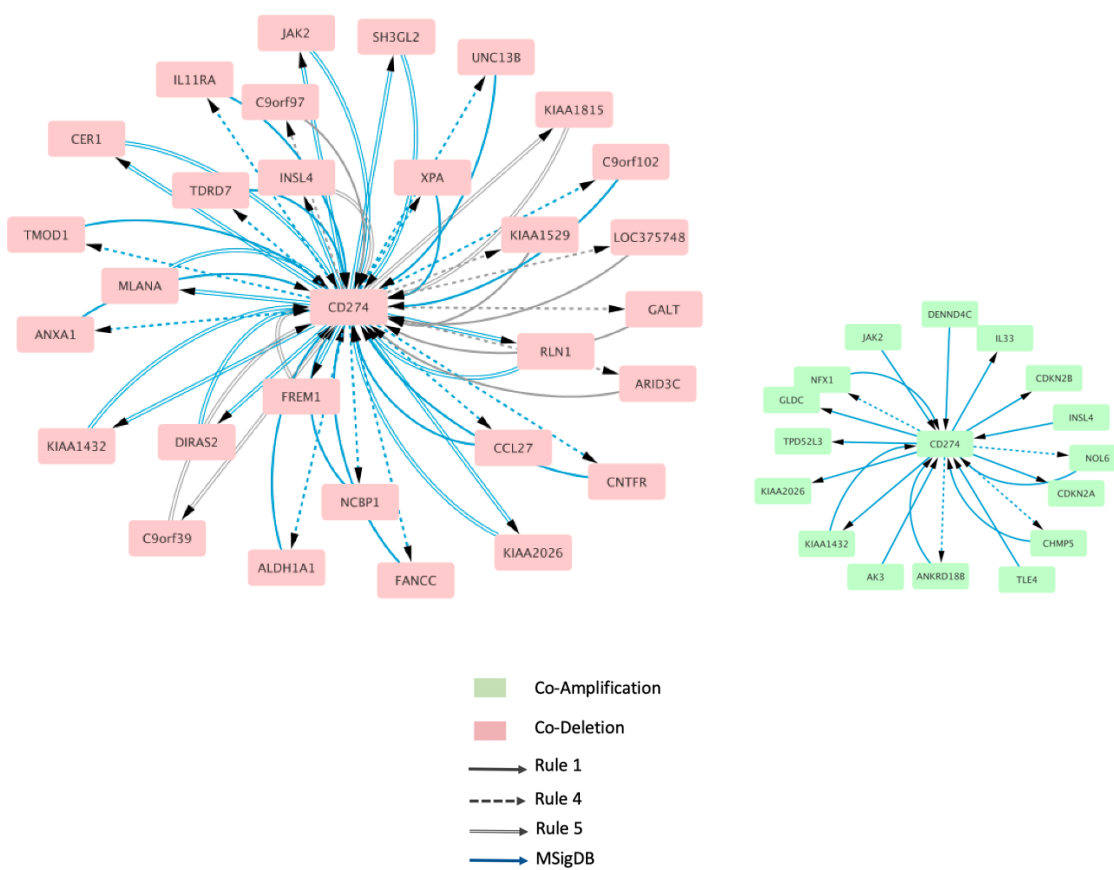 JAK2
SH3GL2
UNC13B
IL11RA
C9orf97
KIAA1815
CER1
C9orf102
TDRD7
INSL4
XPA
TMOD1
KIAA1529
LOC375748
MLANA
CD274
GALT
ANXA1
RLN1
ARID3C
FREM1
KIAA1432
DIRAS2
CCL27
CNTFR
NCBP1
C9orf39
ALDH1A1
FANCC
KIAA2026
DENND4C
JAK2
IL33
NFX1
CDKN2B
GLDC
INSL4
TPD52L3
CD274
NOL6
KIAA2026
CDKN2A
KIAA1432
CHMP5
AK3
ANKRD18B
TLE4
Co-Amplification
Co-Deletion
Rule 1
Rule 4
Rule 5
MSigDB